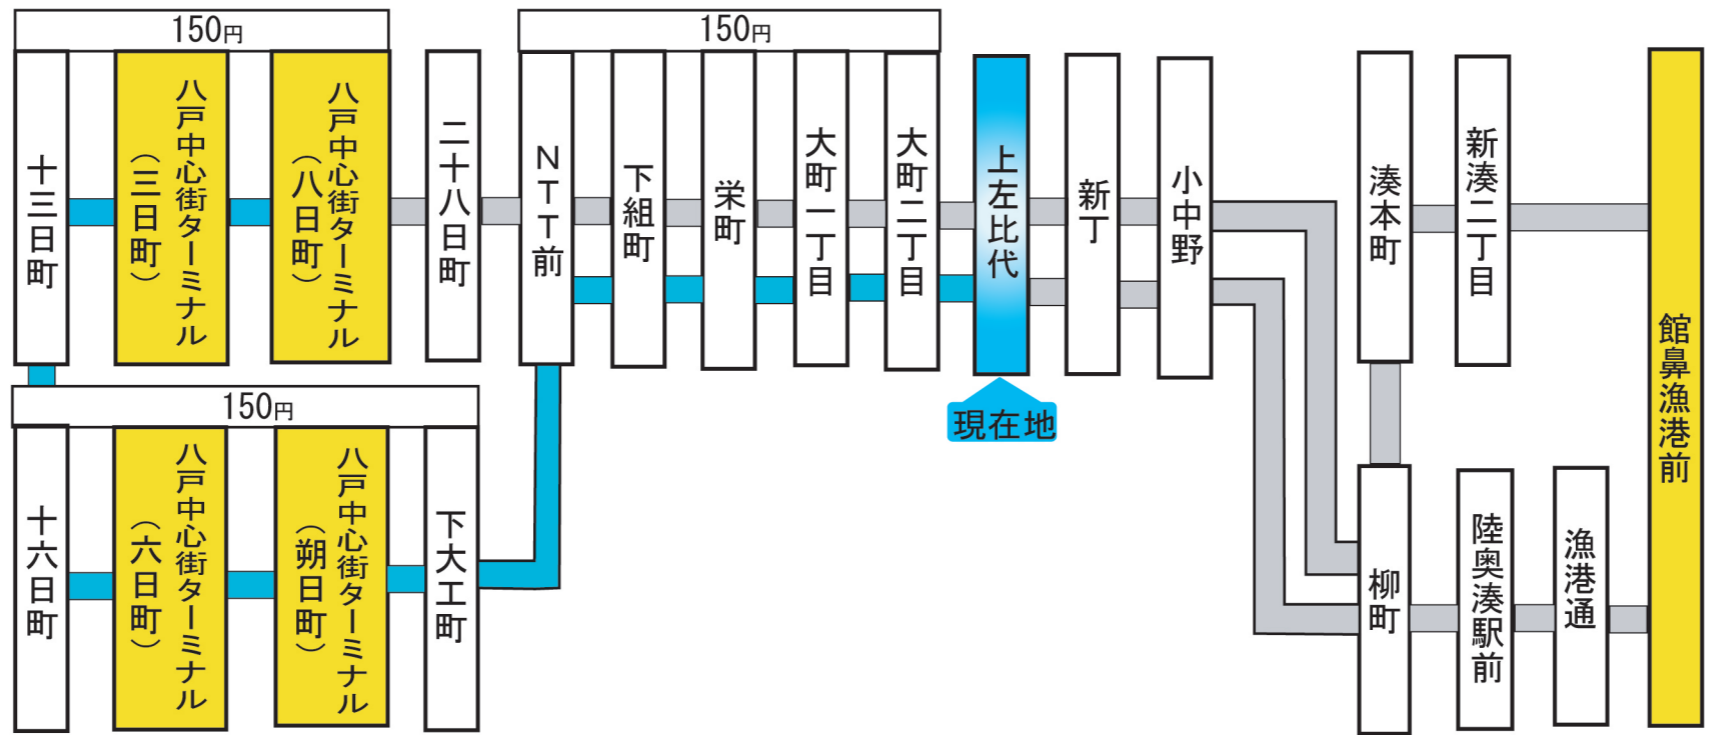 150円
150円
十三日町
八戸中心街ターミナル
（三日町）
八戸中心街ターミナル
（八日町）
二十八日町
ＮＴＴ前
下組町
栄町
大町一丁目
大町二丁目
上左比代
新丁
小中野
湊本町
新湊二丁目
館鼻漁港前
現在地
150円
十六日町
八戸中心街ターミナル
（六日町）
八戸中心街ターミナル
（朔日町）
下大工町
柳町
陸奥湊駅前
漁港通